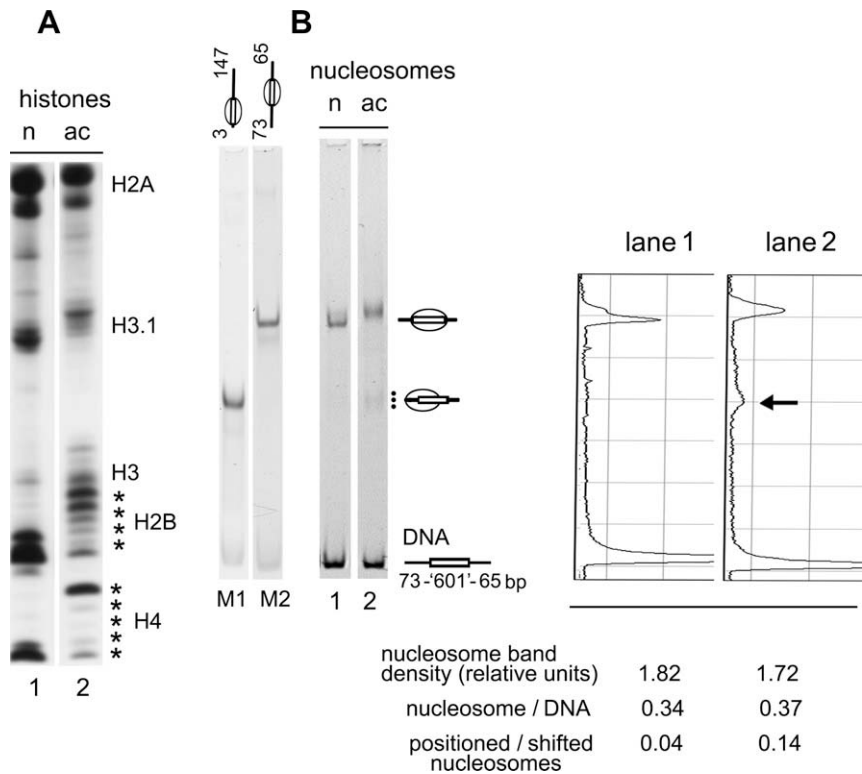 A
histones
n ac
H2A
H3.1
H3
* H2B
*
*
*
* H4
*
*
*
*
1 2
B
147
3
65
73
nucleosomes
n ac
DNA
73-‘601’-65 bp
M1 M2 1 2
lane 1 lane 2
nucleosome band
density (relative units) 1.82 1.72
nucleosome / DNA 0.34 0.37
positioned / shifted 0.04 0.14
nucleosomes